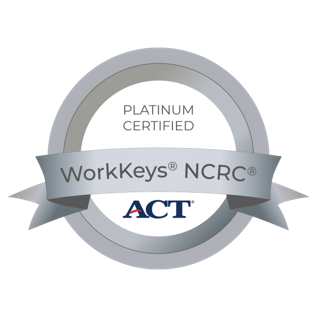 PLATINUM
CERTIFIED
WorkKeys® NCRC®
ACT®